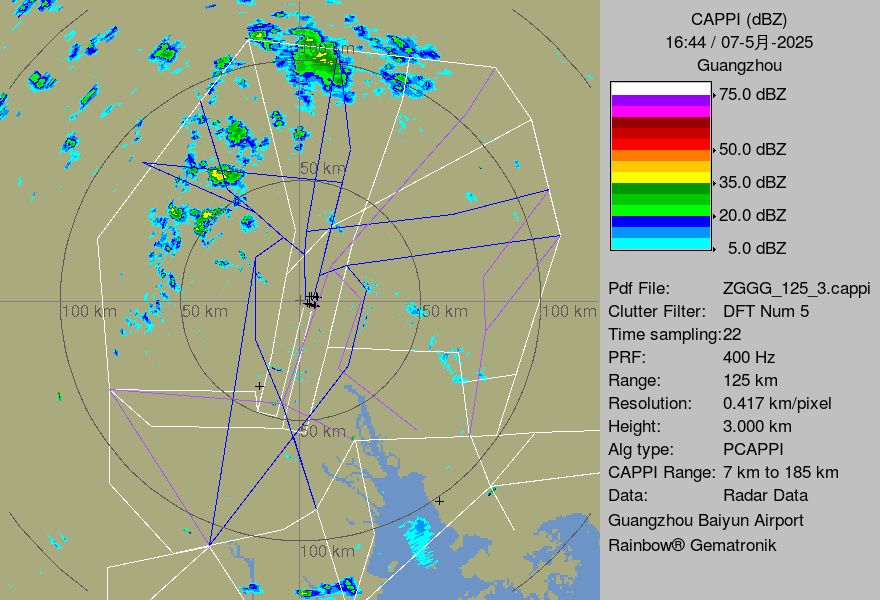 CAPPI (dBZ)
16:44 / 07-5月-2025
Guangzhou
75.0 dBZ
50.0 dBZ
35.0 dBZ
20.0 dBZ
5.0 dBZ
Pdf File: ZGGG_125_3.cappi
Clutter Filter: DFT Num 5
Time sampling:22
PRF: 400 Hz
Range: 125 km
Resolution: 0.417 km/pixel
Height: 3.000 km
Alg type: PCAPPI
CAPPI Range: 7 km to 185 km
Data: Radar Data
Guangzhou Baiyun Airport
Rainbow® Gematronik
100 km
50 km
100 km
50 km
50 km
100 km
50 km
100 km